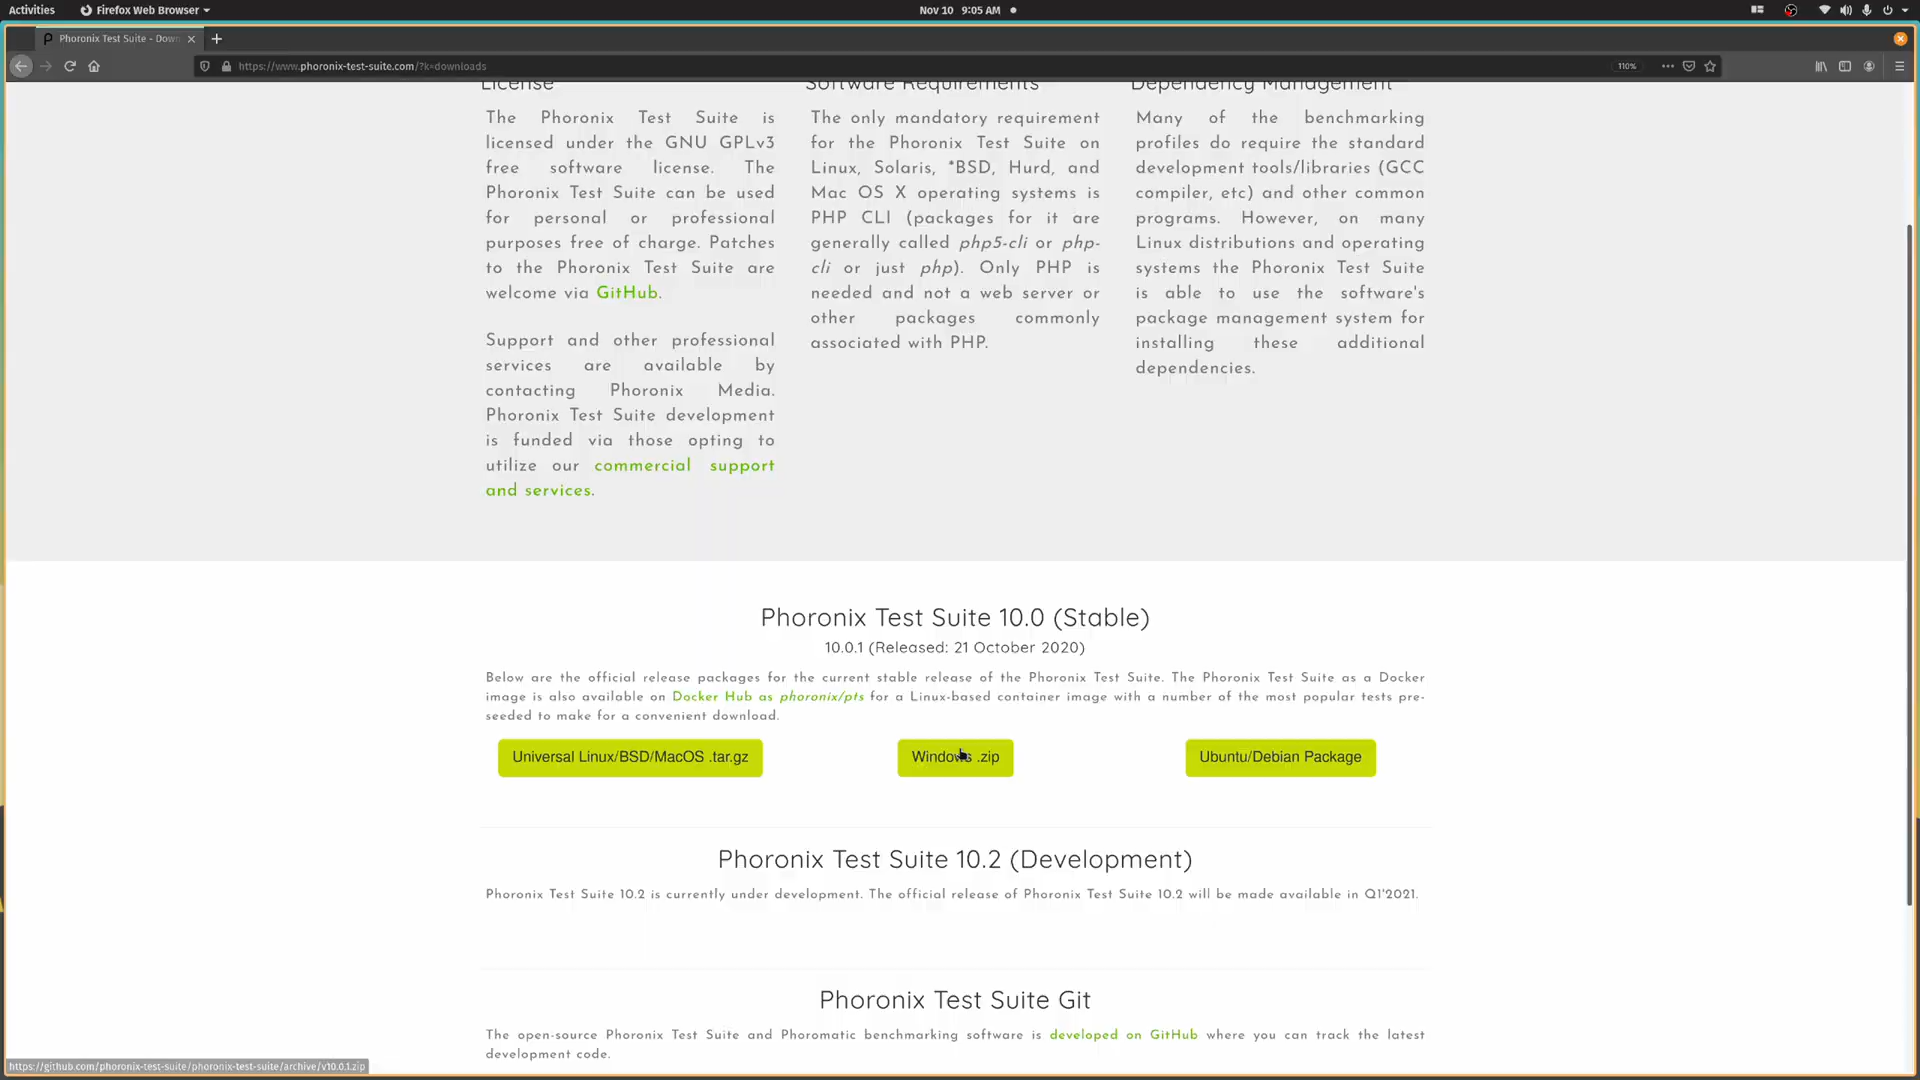 Activities
Firefox Web Browser
Nov 10 9:05 AM
Phoronix Test Suite - Down
https://www.phoronix-test-suite.com/?k=downloads
110%
License
The Phoronix Test Suite is
licensed under the GNU GPLv3
free software license. The
Phoronix Test Suite can be used
for personal or professional
purposes free of charge. Patches
to the Phoronix Test Suite are
welcome via GitHub.
Support and other professional
services are available by
contacting Phoronix Media.
Phoronix Test Suite development
is funded via those opting to
utilize our commercial support
and services.
Software Requirements
The only mandatory requirement
for the Phoronix Test Suite on
Linux, Solaris, *BSD, Hurd, and
Mac OS X operating systems is
PHP CLI (packages for it are
generally called php5-cli or php-
cli or just php). Only PHP is
needed and not a web server or
other packages commonly
associated with PHP.
Dependency Management
Many of the benchmarking
profiles do require the standard
development tools/libraries (GCC
compiler, etc) and other common
programs. However, on many
Linux distributions and operating
systems the Phoronix Test Suite
is able to use the software's
package management system for
installing these additional
dependencies.
Phoronix Test Suite 10.0 (Stable)
10.0.1 (Released: 21 October 2020)
Below are the official release packages for the current stable release of the Phoronix Test Suite. The Phoronix Test Suite as a Docker
image is also available on Docker Hub as phoronix/pts for a Linux-based container image with a number of the most popular tests pre-
seeded to make for a convenient download.
Universal Linux/BSD/MacOS .tar.gz
Windows .zip
Ubuntu/Debian Package
Phoronix Test Suite 10.2 (Development)
Phoronix Test Suite 10.2 is currently under development. The official release of Phoronix Test Suite 10.2 will be made available in Q1'2021.
Phoronix Test Suite Git
The open-source Phoronix Test Suite and Phoromatic benchmarking software is developed on GitHub where you can track the latest
development code.
https://github.com/phoronix-test-suite/phoronix-test-suite/archive/v10.0.1.zip